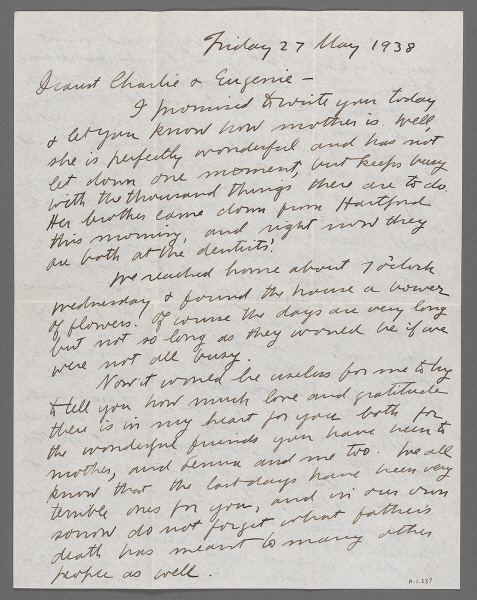 Friday 27 May 1938
Dearest Charlie & Eugenie —
I promised to write you today
& let you know how mother is. Well,
she is perfectly wonderful and has not
let down one moment, but keeps busy
with the thousand things there are to do.
Her brother came down from Hartford
this morning, and right now they
are both at the dentists'.
We reached home about 7 o'clock
Wednesday & found the house a bower
of flowers. Of course the days are very long
but not so long as they would be if we
were not all busy.
Now it would be useless for me to try
to tell you how much love and gratitude
there is in my heart for you both for
the wonderful friends you have been to
mother, and and me too. We all
know that the last days have been very
terrible ones for you, and in our own
sorrow do not forget what father's
death has meant to many other
people as well.
A.1.237